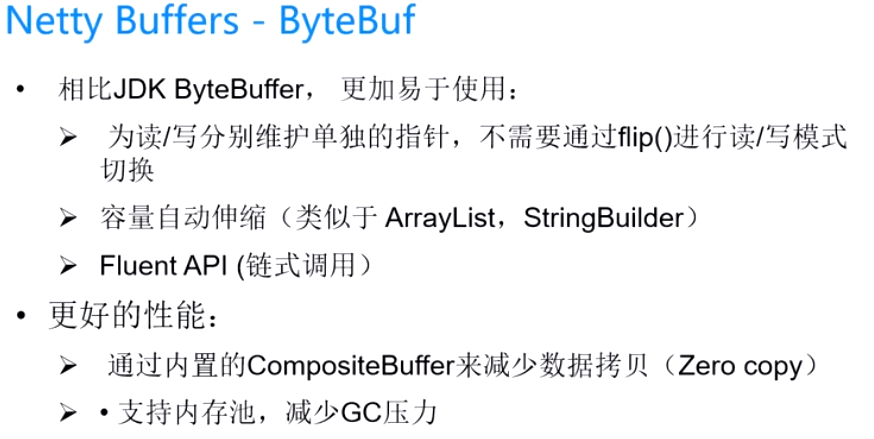 Netty Buffers - ByteBuf
• 相比JDK ByteBuffer， 更加易于使用：
➢ 为读/写分别维护单独的指针，不需要通过flip()进行读/写模式
切换
➢ 容量自动伸缩（类似于 ArrayList，StringBuilder）
➢ Fluent API (链式调用）
• 更好的性能：
➢ 通过内置的CompositeBuffer来减少数据拷贝（Zero copy）
➢ • 支持内存池，减少GC压力